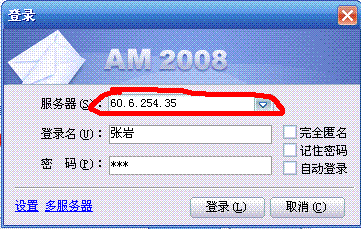 登录
AM 2008
服务器(S): 60.6.254.35
登录名(U): 张岩
完全匿名
记住密码
密 码(P): ***
自动登录
设置 多服务器 登录(L) 取消(C)